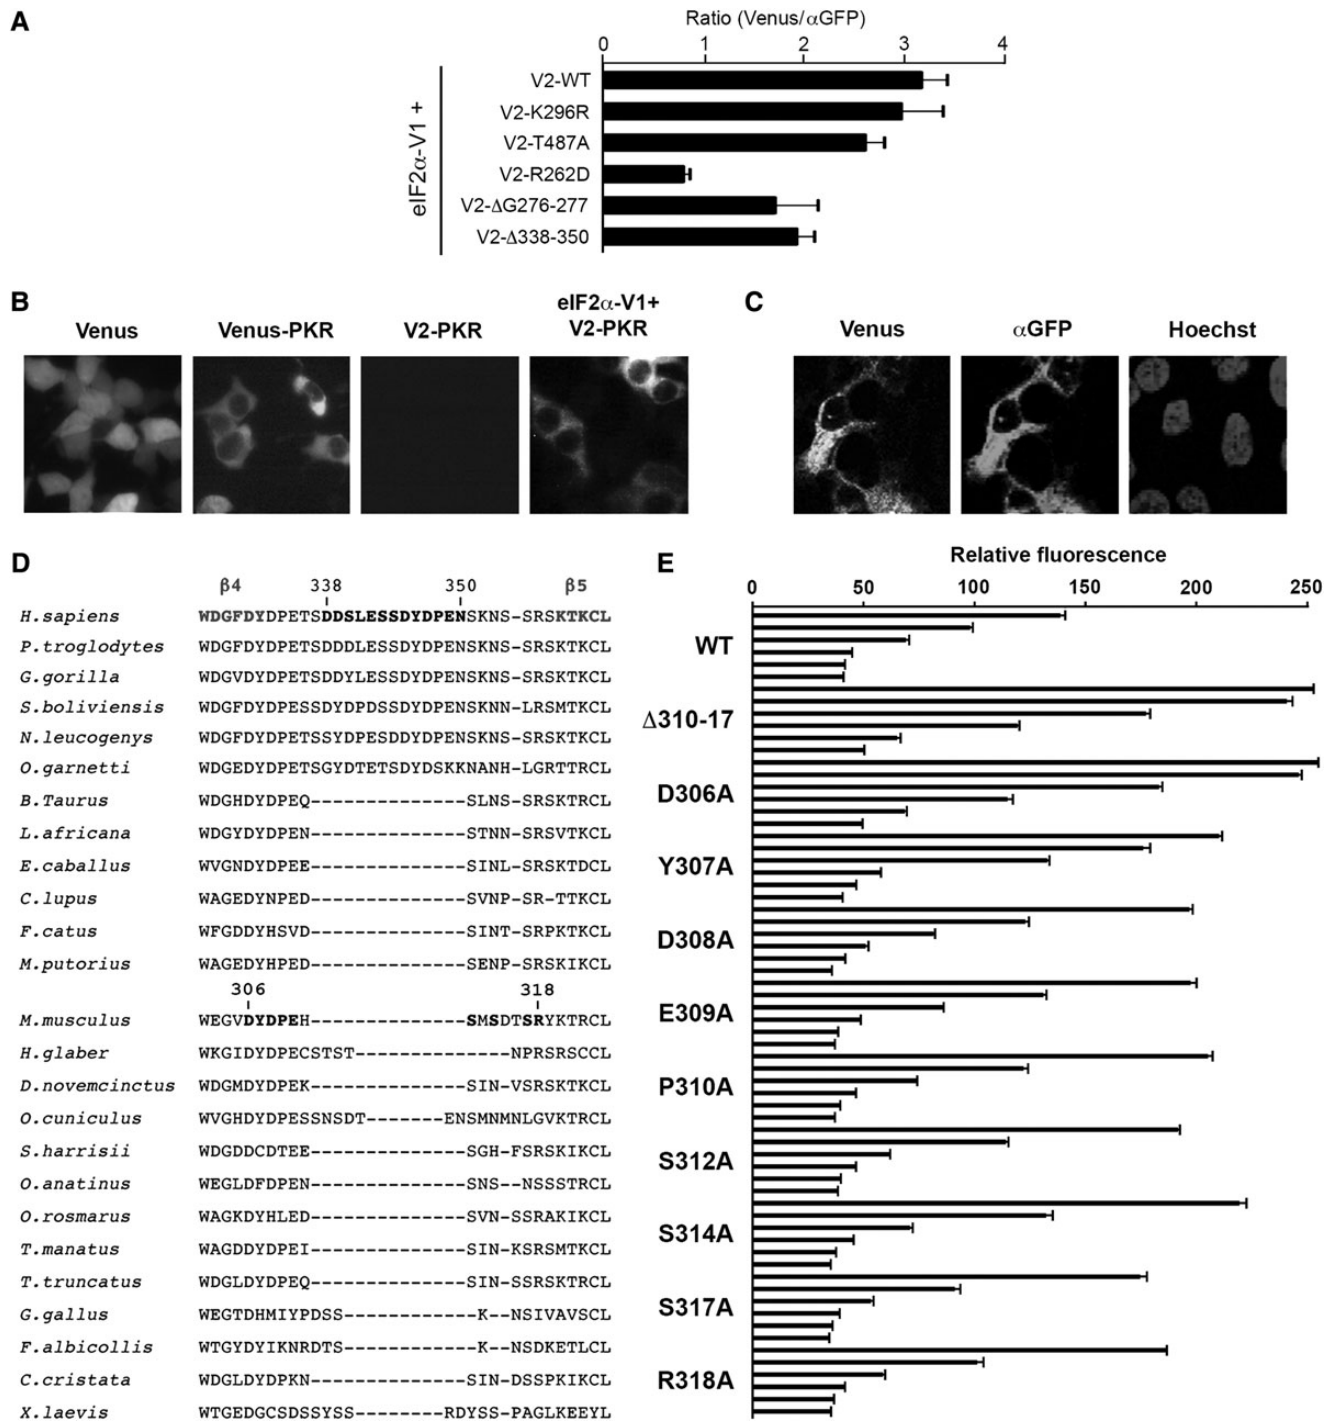 A
Ratio (Venus/αGFP)
0 1 2 3 4
eIF2α-V1 +
V2-WT
V2-K296R
V2-T487A
V2-R262D
V2-ΔG276-277
V2-Δ338-350
B
Venus
Venus-PKR
V2-PKR
eIF2α-V1+
V2-PKR
C
Venus
αGFP
Hoechst
D
β4 338 350 β5
H.sapiens WDGFDYDPETSDDSLESSDYDPENSKNS-SRSKTKCL
P.troglodytes WDGFDYDPETSDDDLESSDYDPENSKNS-SRSKTKCL
G.gorilla WDGVDYDPETSDDYLESSDYDPENSKNS-SRSKTKCL
S.boliviensis WDGFDYDPESSDYDPDSSDYDPENSKNN-LRSMTKCL
N.leucogenys WDGFDYDPETSSYDPESDDYDPENSKNS-SRSKTKCL
O.garnetti WDGEDYDPETSGYDTETSDYDSKKNANH-LGRTTRCL
B.Taurus WDGHDYDPEQ--------------SLNS-SRSKTRCL
L.africana WDGYDYDPEN--------------STNN-SRSVTKCL
E.caballus WVGNDYDPEE--------------SINL-SRSKTDCL
C.lupus WAGEDYNPED--------------SVNP-SR-TTKCL
F.catus WFGDDYHSVD--------------SINT-SRPKTKCL
M.putorius WAGEDYHPED--------------SENP-SRSKIKCL
306 318
M.musculus WEGVDYDPEH              SMSDTSRYKTRCL
H.glaber WKGIDYDPECSTST--------------NPRSRSCCL
D.novemcinctus WDGMDYDPEK--------------SIN-VSRSKTKCL
O.cuniculus WVGHDYDPESSNSDT-------ENSMNMNLGVKTRCL
S.harrisii WDGDDCDTEE--------------SGH-FSRSKIKCL
O.anatinus WEGLDFDPEN--------------SNS--NSSSTRCL
O.rosmarus WAGKDYHLED--------------SVN-SSRAKIKCL
T.manatus WAGDDYDPEI--------------SIN-KSRSMTKCL
T.truncatus WDGLDYDPEQ--------------SIN-SSRSKTRCL
G.gallus WEGTDHMIYPDSS------------K--NSIVAVSCL
F.albicollis WTGYDYIKNRDTS------------K--NSDKETLCL
C.cristata WDGLDYDPKN--------------SIN-DSSPKIKCL
X.laevis WTGEDGCSDSSYSS--------RDYSS-PAGLKEEYL
E
Relative fluorescence
0 50 100 150 200 250
WT
Δ310-17
D306A
Y307A
D308A
E309A
P310A
S312A
S314A
S317A
R318A